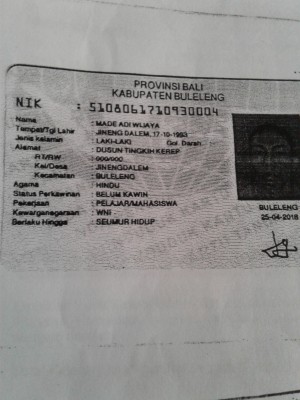 PROVINSI BALI
KABUPATEN BULELENG
NIK : 5108061710930004
Nama : MADE ADI WIJAYA
Tempat/Tgl Lahir : JINENG DALEM, 17-10-1993
Jenis kelamin : LAKI-LAKI Gol. Darah
Alamat : DUSUN TINGKIH KEREP
RT/RW : 000/000
Kel/Desa : JINENGDALEM
Kecamatan : BULELENG
Agama : HINDU
Status Perkawinan : BELUM KAWIN
Pekerjaan : PELAJAR/MAHASISWA
Kewarganegaraan : WNI
Berlaku Hingga : SEUMUR HIDUP
BULELENG
25-04-2018